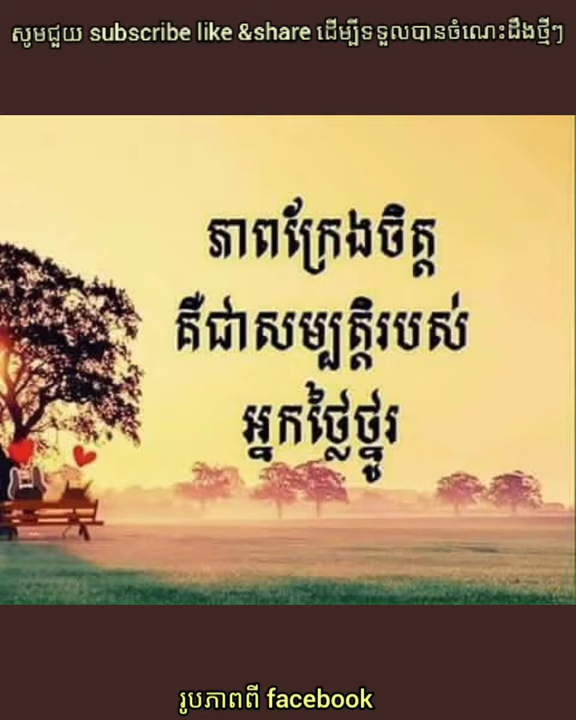 សូមជួយ subscribe like &share ដើម្បីទទួលបានចំណេះដឹងថ្មីៗ
ភាពក្រែងចិត្ត
គឺជាសម្បត្តិរបស់
អ្នកថ្លៃថ្នូរ
រូបភាពពី facebook